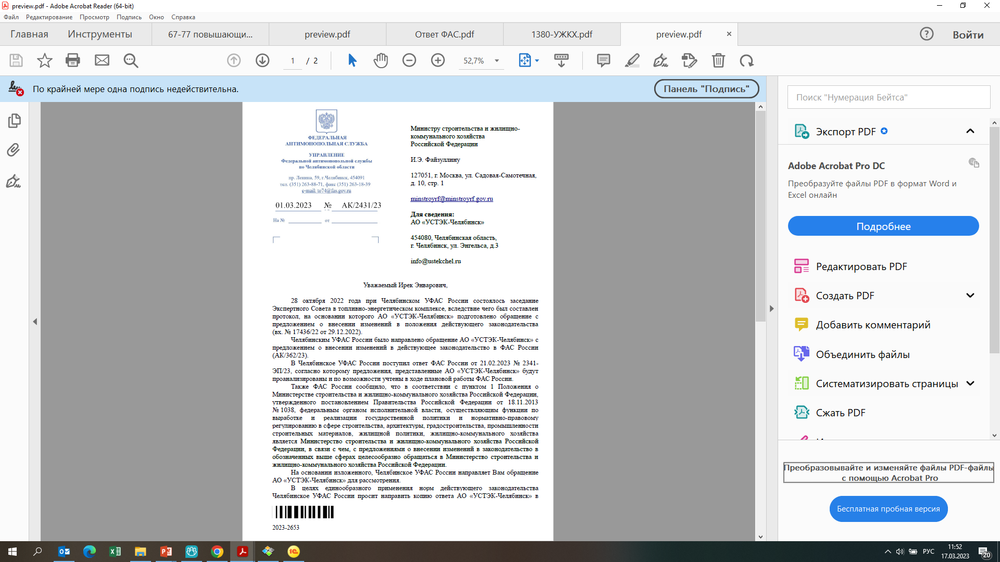 preview.pdf - Adobe Acrobat Reader (64-bit)
Файл Редактирование Просмотр Подпись Окно Справка
Главная Инструменты 67-77 повышающи... preview.pdf Ответ ФАС.pdf 1380-УЖКХ.pdf preview.pdf Войти
1 / 2 52,7%
По крайней мере одна подпись недействительна. Панель "Подпись"
ФЕДЕРАЛЬНАЯ
АНТИМОНОПОЛЬНАЯ СЛУЖБА
УПРАВЛЕНИЕ
Федеральной антимонопольной службы
по Челябинской области
пр. Ленина, 59, г.Челябинск, 454091
тел. (351) 263-88-71, факс (351) 263-18-39
e-mail: to74@fas.gov.ru
01.03.2023 № АК/2431/23
На № от
Министру строительства и жилищно-
коммунального хозяйства
Российской Федерации
И.Э. Файзуллину
127051, г. Москва, ул. Садовая-Самотечная,
д. 10, стр. 1
minstroyrf@minstroyrf.gov.ru
Для сведения:
АО «УСТЭК-Челябинск»
454080, Челябинская область,
г. Челябинск, ул. Энгельса, д.3
info@ustekchel.ru
Уважаемый Ирек Энварович,
28 октября 2022 года при Челябинском УФАС России состоялось заседание
Экспертного Совета в топливно-энергетическом комплексе, вследствие чего был составлен
протокол, на основании которого АО «УСТЭК-Челябинск» подготовлено обращение с
предложением о внесении изменений в положения действующего законодательства
(вх. № 17436/22 от 29.12.2022).
Челябинским УФАС России было направлено обращение АО «УСТЭК-Челябинск» с
предложением о внесении изменений в действующее законодательство в ФАС России
(АК/362/23).
В Челябинское УФАС России поступил ответ ФАС России от 21.02.2023 № 2341-
ЭП/23, согласно которому предложения, представленные АО «УСТЭК-Челябинск» будут
проанализированы и по возможности учтены в ходе плановой работы ФАС России.
Также ФАС России сообщило, что в соответствии с пунктом 1 Положения о
Министерстве строительства и жилищно-коммунального хозяйства Российской Федерации,
утвержденного постановлением Правительства Российской Федерации от 18.11.2013
№ 1038, федеральным органом исполнительной власти, осуществляющим функции по
выработке и реализации государственной политики и нормативно-правовому
регулированию в сфере строительства, архитектуры, градостроительства, промышленности
строительных материалов, жилищной политики, жилищно-коммунального хозяйства
является Министерство строительства и жилищно-коммунального хозяйства Российской
Федерации, в связи с чем, с предложениями о внесении изменений в законодательство в
обозначенных выше сферах целесообразно обращаться в Министерство строительства и
жилищно-коммунального хозяйства Российской Федерации.
На основании изложенного, Челябинское УФАС России направляет Вам обращение
АО «УСТЭК-Челябинск» для рассмотрения.
В целях единообразного применения норм действующего законодательства
Челябинское УФАС России просит направить копию ответа АО «УСТЭК-Челябинск» в
2023-2653
Поиск "Нумерация Бейтса"
Экспорт PDF
Adobe Acrobat Pro DC
Преобразуйте файлы PDF в формат Word и
Excel онлайн
Подробнее
Редактировать PDF
Создать PDF
Добавить комментарий
Объединить файлы
Систематизировать страницы
Сжать PDF
Преобразовывайте и изменяйте файлы PDF-файлы
с помощью Acrobat Pro
Бесплатная пробная версия
РУС 11:52
17.03.2023 20